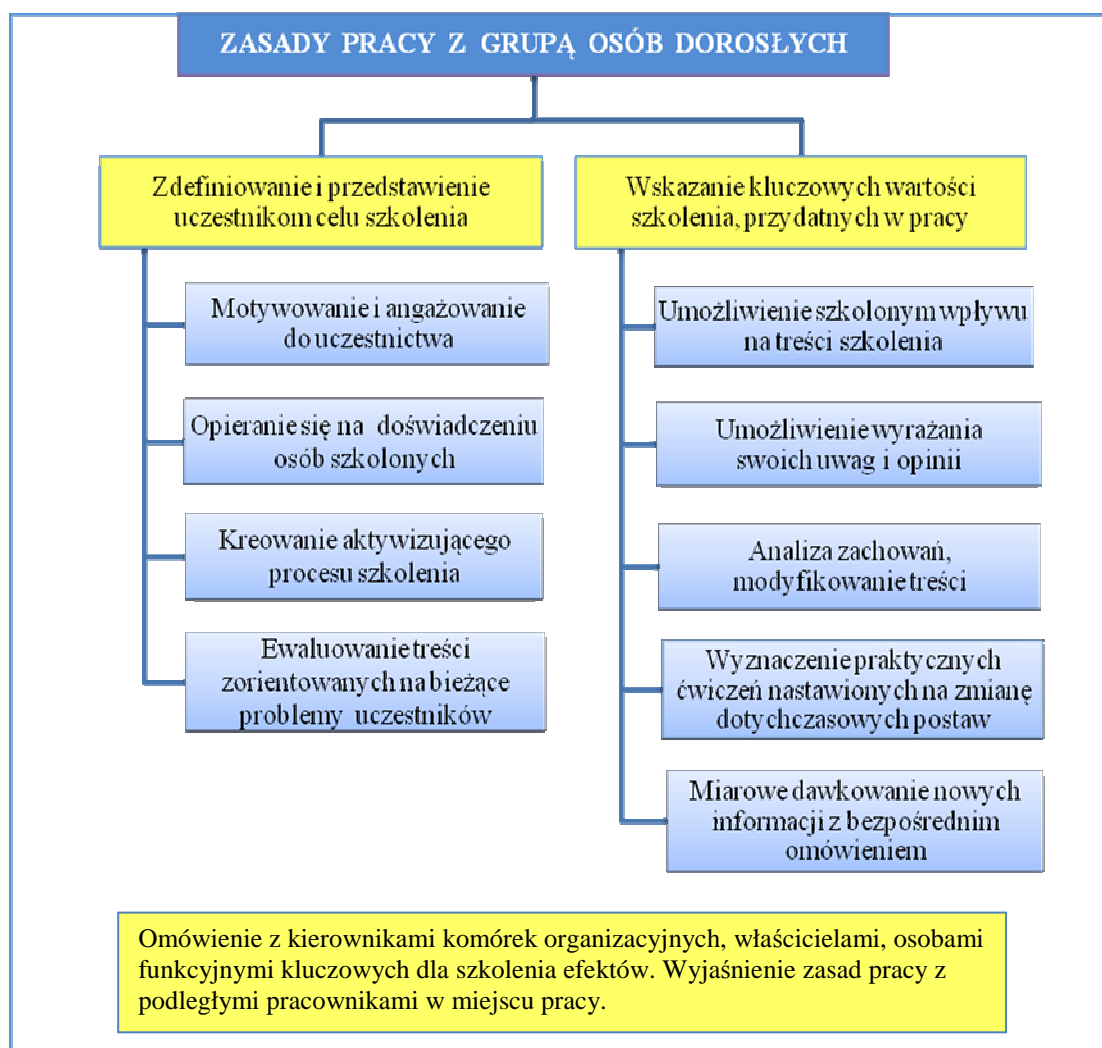 ZASADY PRACY Z GRUPĄ OSÓB DOROSŁYCH
Zdefiniowanie i przedstawienie
uczestnikom celu szkolenia
Motywowanie i angażowanie
do uczestnictwa
Opieranie się na doświadczeniu
osób szkolonych
Kreowanie aktywizującego
procesu szkolenia
Ewaluowanie treści
zorientowanych na bieżące
problemy uczestników
Wskazanie kluczowych wartości
szkolenia, przydatnych w pracy
Umożliwienie szkolonym wpływu
na treści szkolenia
Umożliwienie wyrażania
swoich uwag i opinii
Analiza zachowań,
modyfikowanie treści
Wyznaczenie praktycznych
ćwiczeń nastawionych na zmianę
dotychczasowych postaw
Miarowe dawkowanie nowych
informacji z bezpośrednim
omówieniem
Omówienie z kierownikami komórek organizacyjnych, właścicielami, osobami
funkcyjnymi kluczowych dla szkolenia efektów. Wyjaśnienie zasad pracy z
podległymi pracownikami w miejscu pracy.